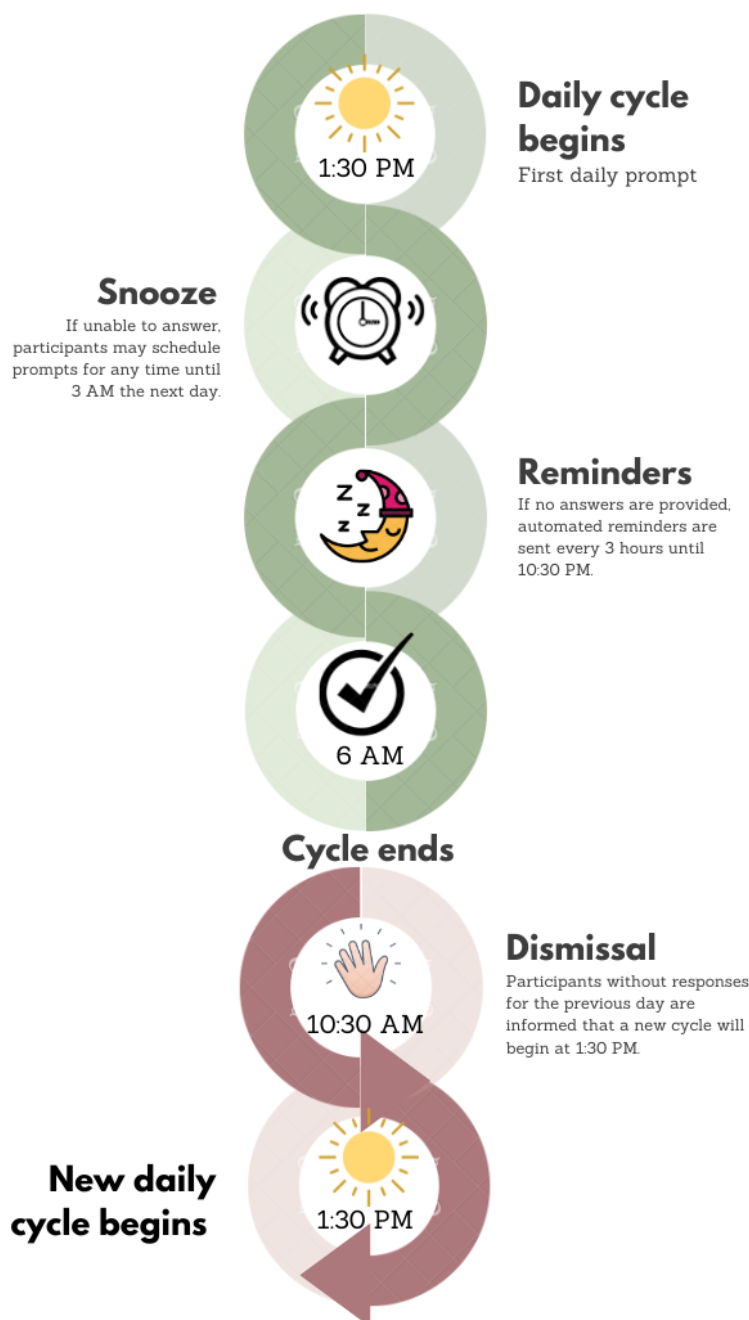 Daily cycle
begins
First daily prompt
1:30 PM
Snooze
If unable to answer,
participants may schedule
prompts for any time until
3 AM the next day.
Z
Z
Z
Reminders
If no answers are provided,
automated reminders are
sent every 3 hours until
10:30 PM.
6 AM
Cycle ends
Dismissal
Participants without responses
for the previous day are
informed that a new cycle will
begin at 1:30 PM.
10:30 AM
New daily
cycle begins
1:30 PM